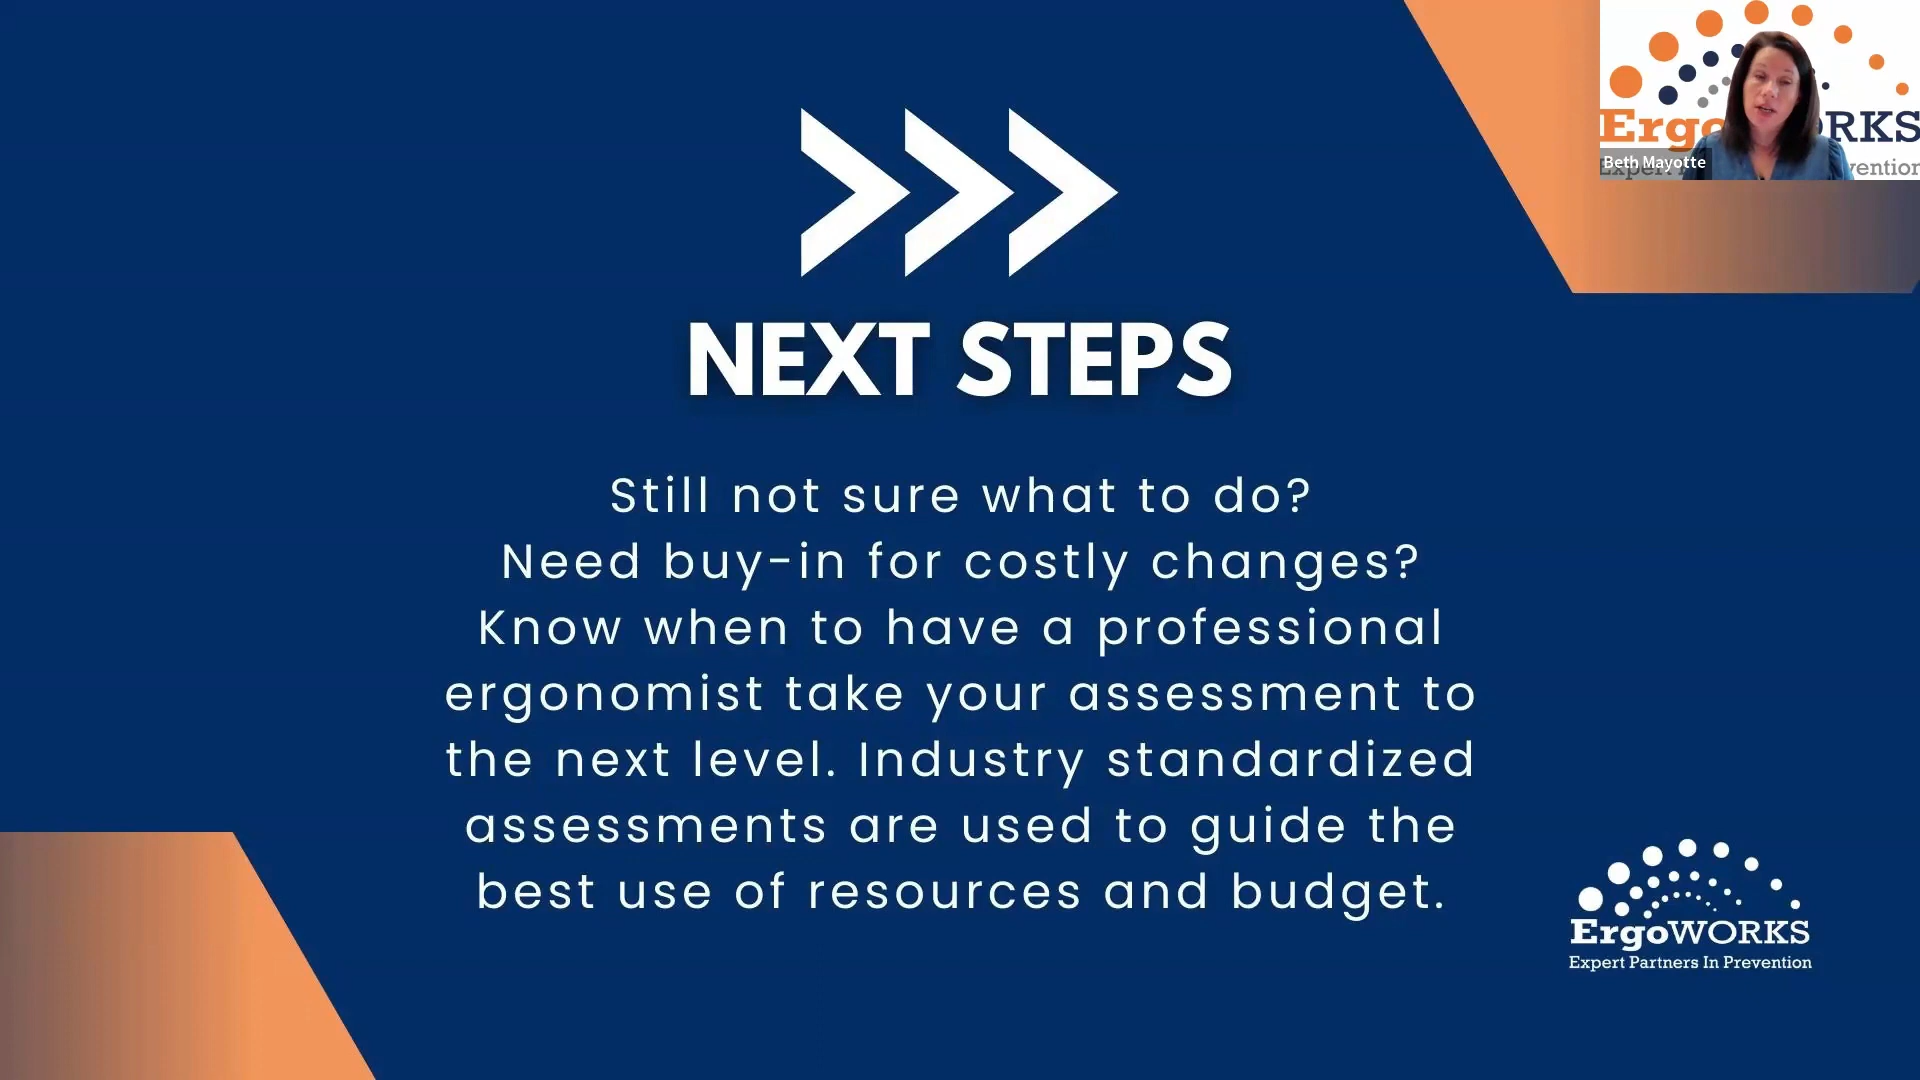 NEXT STEPS
Still not sure what to do?
Need buy-in for costly changes?
Know when to have a professional
ergonomist take your assessment to
the next level. Industry standardized
assessments are used to guide the
best use of resources and budget.
ErgoWORKS
Expert Partners In Prevention
Ergo RKS
Beth Mayotte